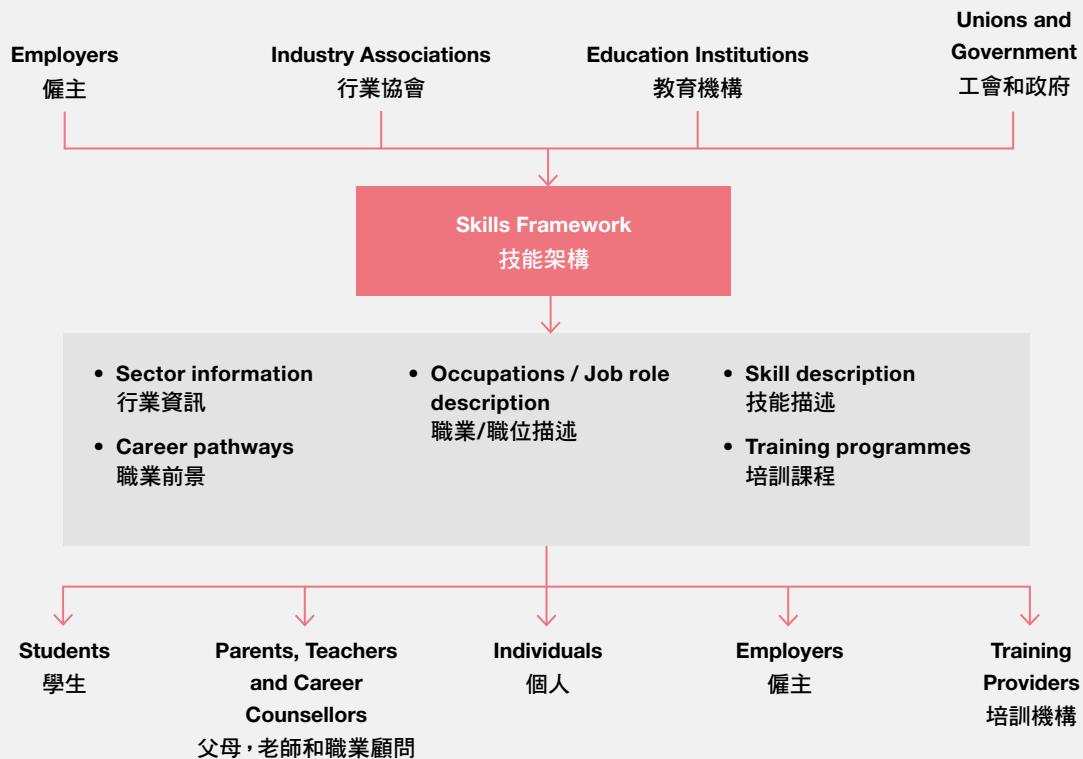 Employers
僱主
Industry Associations
行業協會
Education Institutions
教育機構
Unions and
Government
工會和政府
Skills Framework
技能架構
• Sector information
行業資訊
• Career pathways
職業前景
• Occupations / Job role
description
職業/職位描述
• Skill description
技能描述
• Training programmes
培訓課程
Students
學生
Parents, Teachers
and Career
Counsellors
父母，老師和職業顧問
Individuals
個人
Employers
僱主
Training
Providers
培訓機構